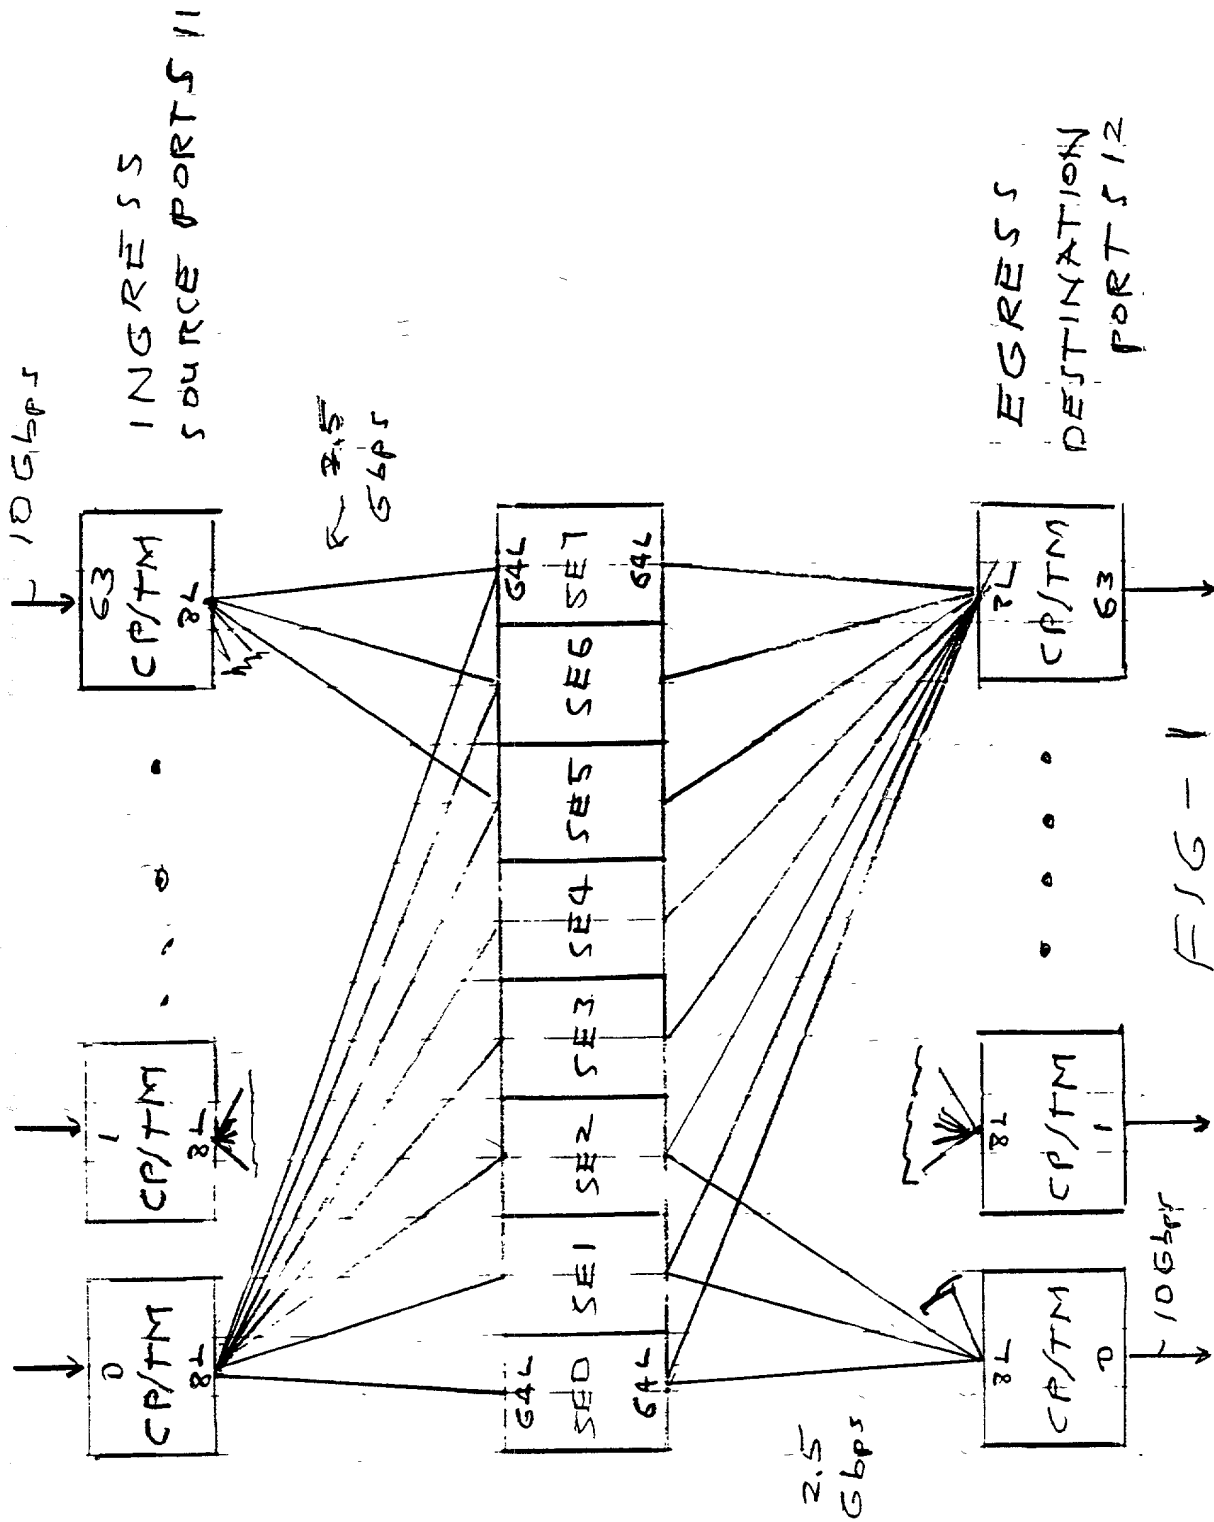 10Gbps
INGRESS
SOURCE PORTS 11
0
CP/TM
8L
1
CP/TM
8L
63
CP/TM
8L
2.5
Gbps
64L
SE0
64L
SE1
SE2
SE3
SE4
SE5
SE6
64L
SE7
64L
2.5
Gbps
8L
CP/TM
0
8L
CP/TM
1
8L
CP/TM
63
EGRESS
DESTINATION
PORTS 12
10Gbps
FIG-1